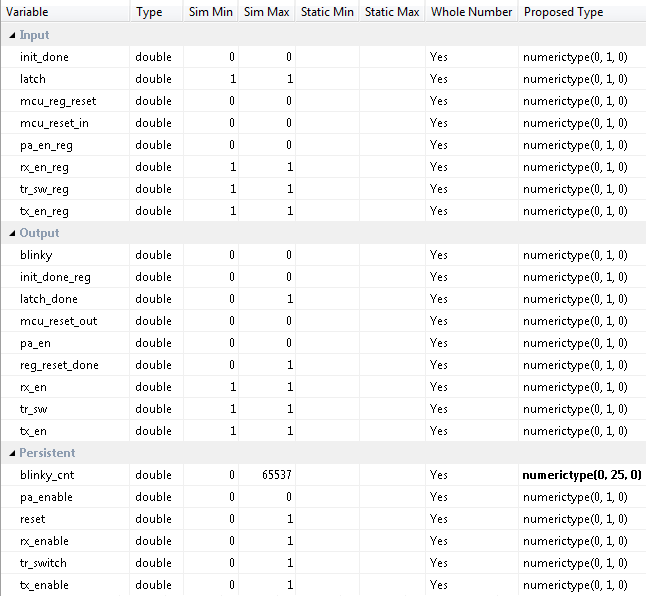 Variable Type Sim Min Sim Max Static Min Static Max Whole Number Proposed Type
Input
init_done double 0 0 Yes numerictype(0, 1, 0)
latch double 1 1 Yes numerictype(0, 1, 0)
mcu_reg_reset double 0 0 Yes numerictype(0, 1, 0)
mcu_reset_in double 0 0 Yes numerictype(0, 1, 0)
pa_en_reg double 0 0 Yes numerictype(0, 1, 0)
rx_en_reg double 1 1 Yes numerictype(0, 1, 0)
tr_sw_reg double 1 1 Yes numerictype(0, 1, 0)
tx_en_reg double 1 1 Yes numerictype(0, 1, 0)
Output
blinky double 0 0 Yes numerictype(0, 1, 0)
init_done_reg double 0 0 Yes numerictype(0, 1, 0)
latch_done double 0 1 Yes numerictype(0, 1, 0)
mcu_reset_out double 0 0 Yes numerictype(0, 1, 0)
pa_en double 0 0 Yes numerictype(0, 1, 0)
reg_reset_done double 0 1 Yes numerictype(0, 1, 0)
rx_en double 1 1 Yes numerictype(0, 1, 0)
tr_sw double 1 1 Yes numerictype(0, 1, 0)
tx_en double 1 1 Yes numerictype(0, 1, 0)
Persistent
blinky_cnt double 0 65537 Yes numerictype(0, 25, 0)
pa_enable double 0 0 Yes numerictype(0, 1, 0)
reset double 0 1 Yes numerictype(0, 1, 0)
rx_enable double 0 1 Yes numerictype(0, 1, 0)
tr_switch double 0 1 Yes numerictype(0, 1, 0)
tx_enable double 0 1 Yes numerictype(0, 1, 0)